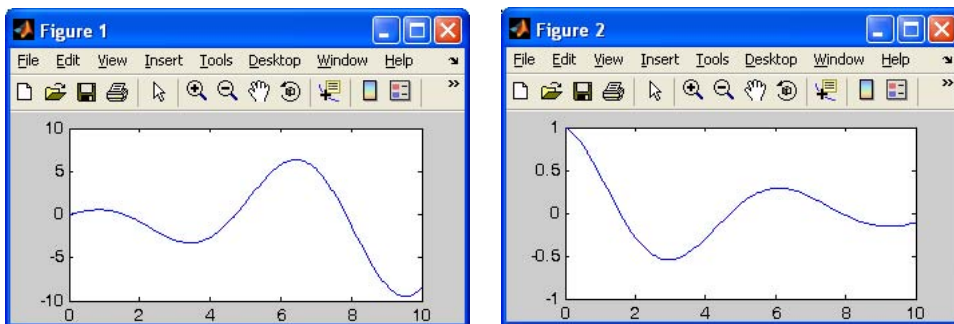 Figure 1
File Edit View Insert Tools Desktop Window Help
»
10
5
0
-5
-10
0 2 4 6 8 10
Figure 2
File Edit View Insert Tools Desktop Window Help
»
1
0.5
0
-0.5
-1
0 2 4 6 8 10